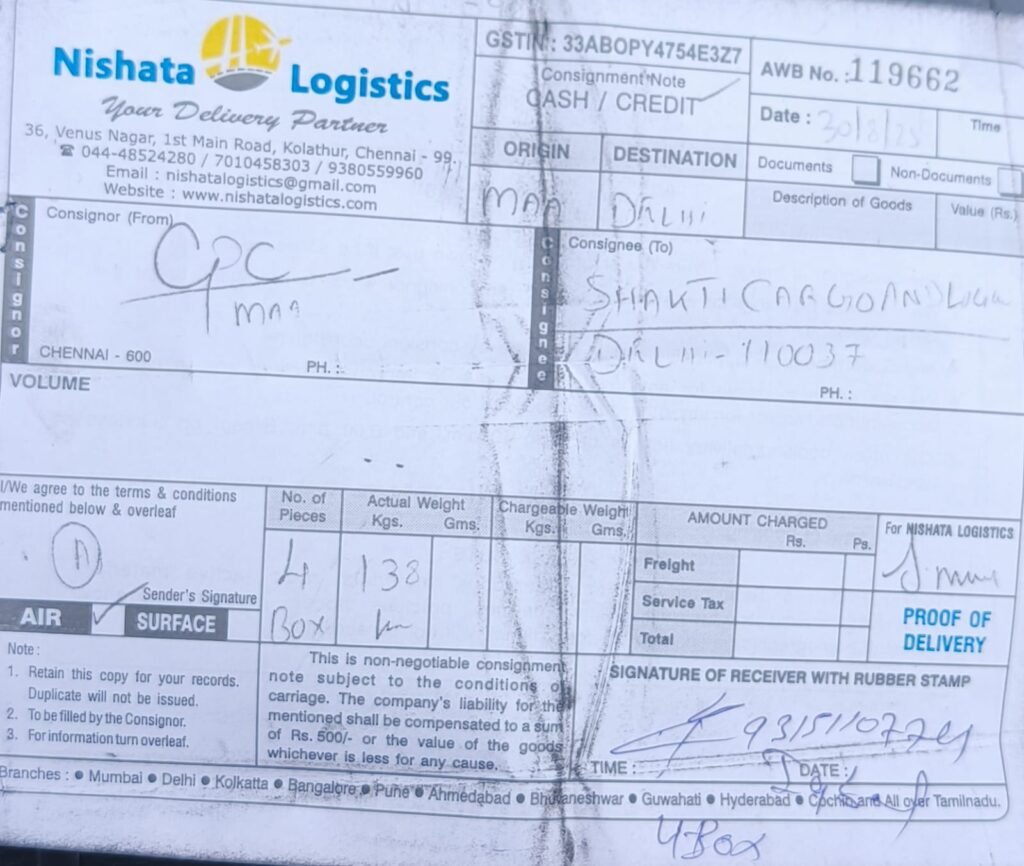 Nishata Logistics
Your Delivery Partner
36, Venus Nagar, 1st Main Road, Kolathur, Chennai - 99.
☎ 044-48524280 / 7010458303 / 9380559960
Email : nishatalogistics@gmail.com
Website : www.nishatalogistics.com
GSTIN : 33ABOPY4754E3Z7
Consignment Note
CASH / CREDIT
AWB No. : 119662
Date : 30/8/25
Time
ORIGIN
DESTINATION
MAA
DELHI
Documents
Non-Documents
Description of Goods
Value (Rs.)
Consignor
Consignor (From)
CPC
MAA
CHENNAI - 600
PH. :
Consignee
Consignee (To)
SHAKTI CARGO AND
DELHI - 110037
PH. :
VOLUME
I/We agree to the terms & conditions
mentioned below & overleaf
Sender's Signature
AIR ✓ SURFACE
No. of
Pieces
Actual Weight
Kgs. Gms.
Chargeable Weight
Kgs. Gms.
4 138
Box
AMOUNT CHARGED
Rs. Ps.
Freight
Service Tax
Total
For NISHATA LOGISTICS
PROOF OF
DELIVERY
Note :
1. Retain this copy for your records.
Duplicate will not be issued.
2. To be filled by the Consignor.
3. For information turn overleaf.
This is non-negotiable consignment
note subject to the conditions of
carriage. The company's liability for the
mentioned shall be compensated to a sum
of Rs. 500/- or the value of the goods
whichever is less for any cause.
SIGNATURE OF RECEIVER WITH RUBBER STAMP
TIME :
DATE :
Branches : ● Mumbai ● Delhi ● Kolkatta ● Bangalore ● Pune ● Ahmedabad ● Bhuvaneshwar ● Guwahati ● Hyderabad ● Cochin and All over Tamilnadu.
4 Box